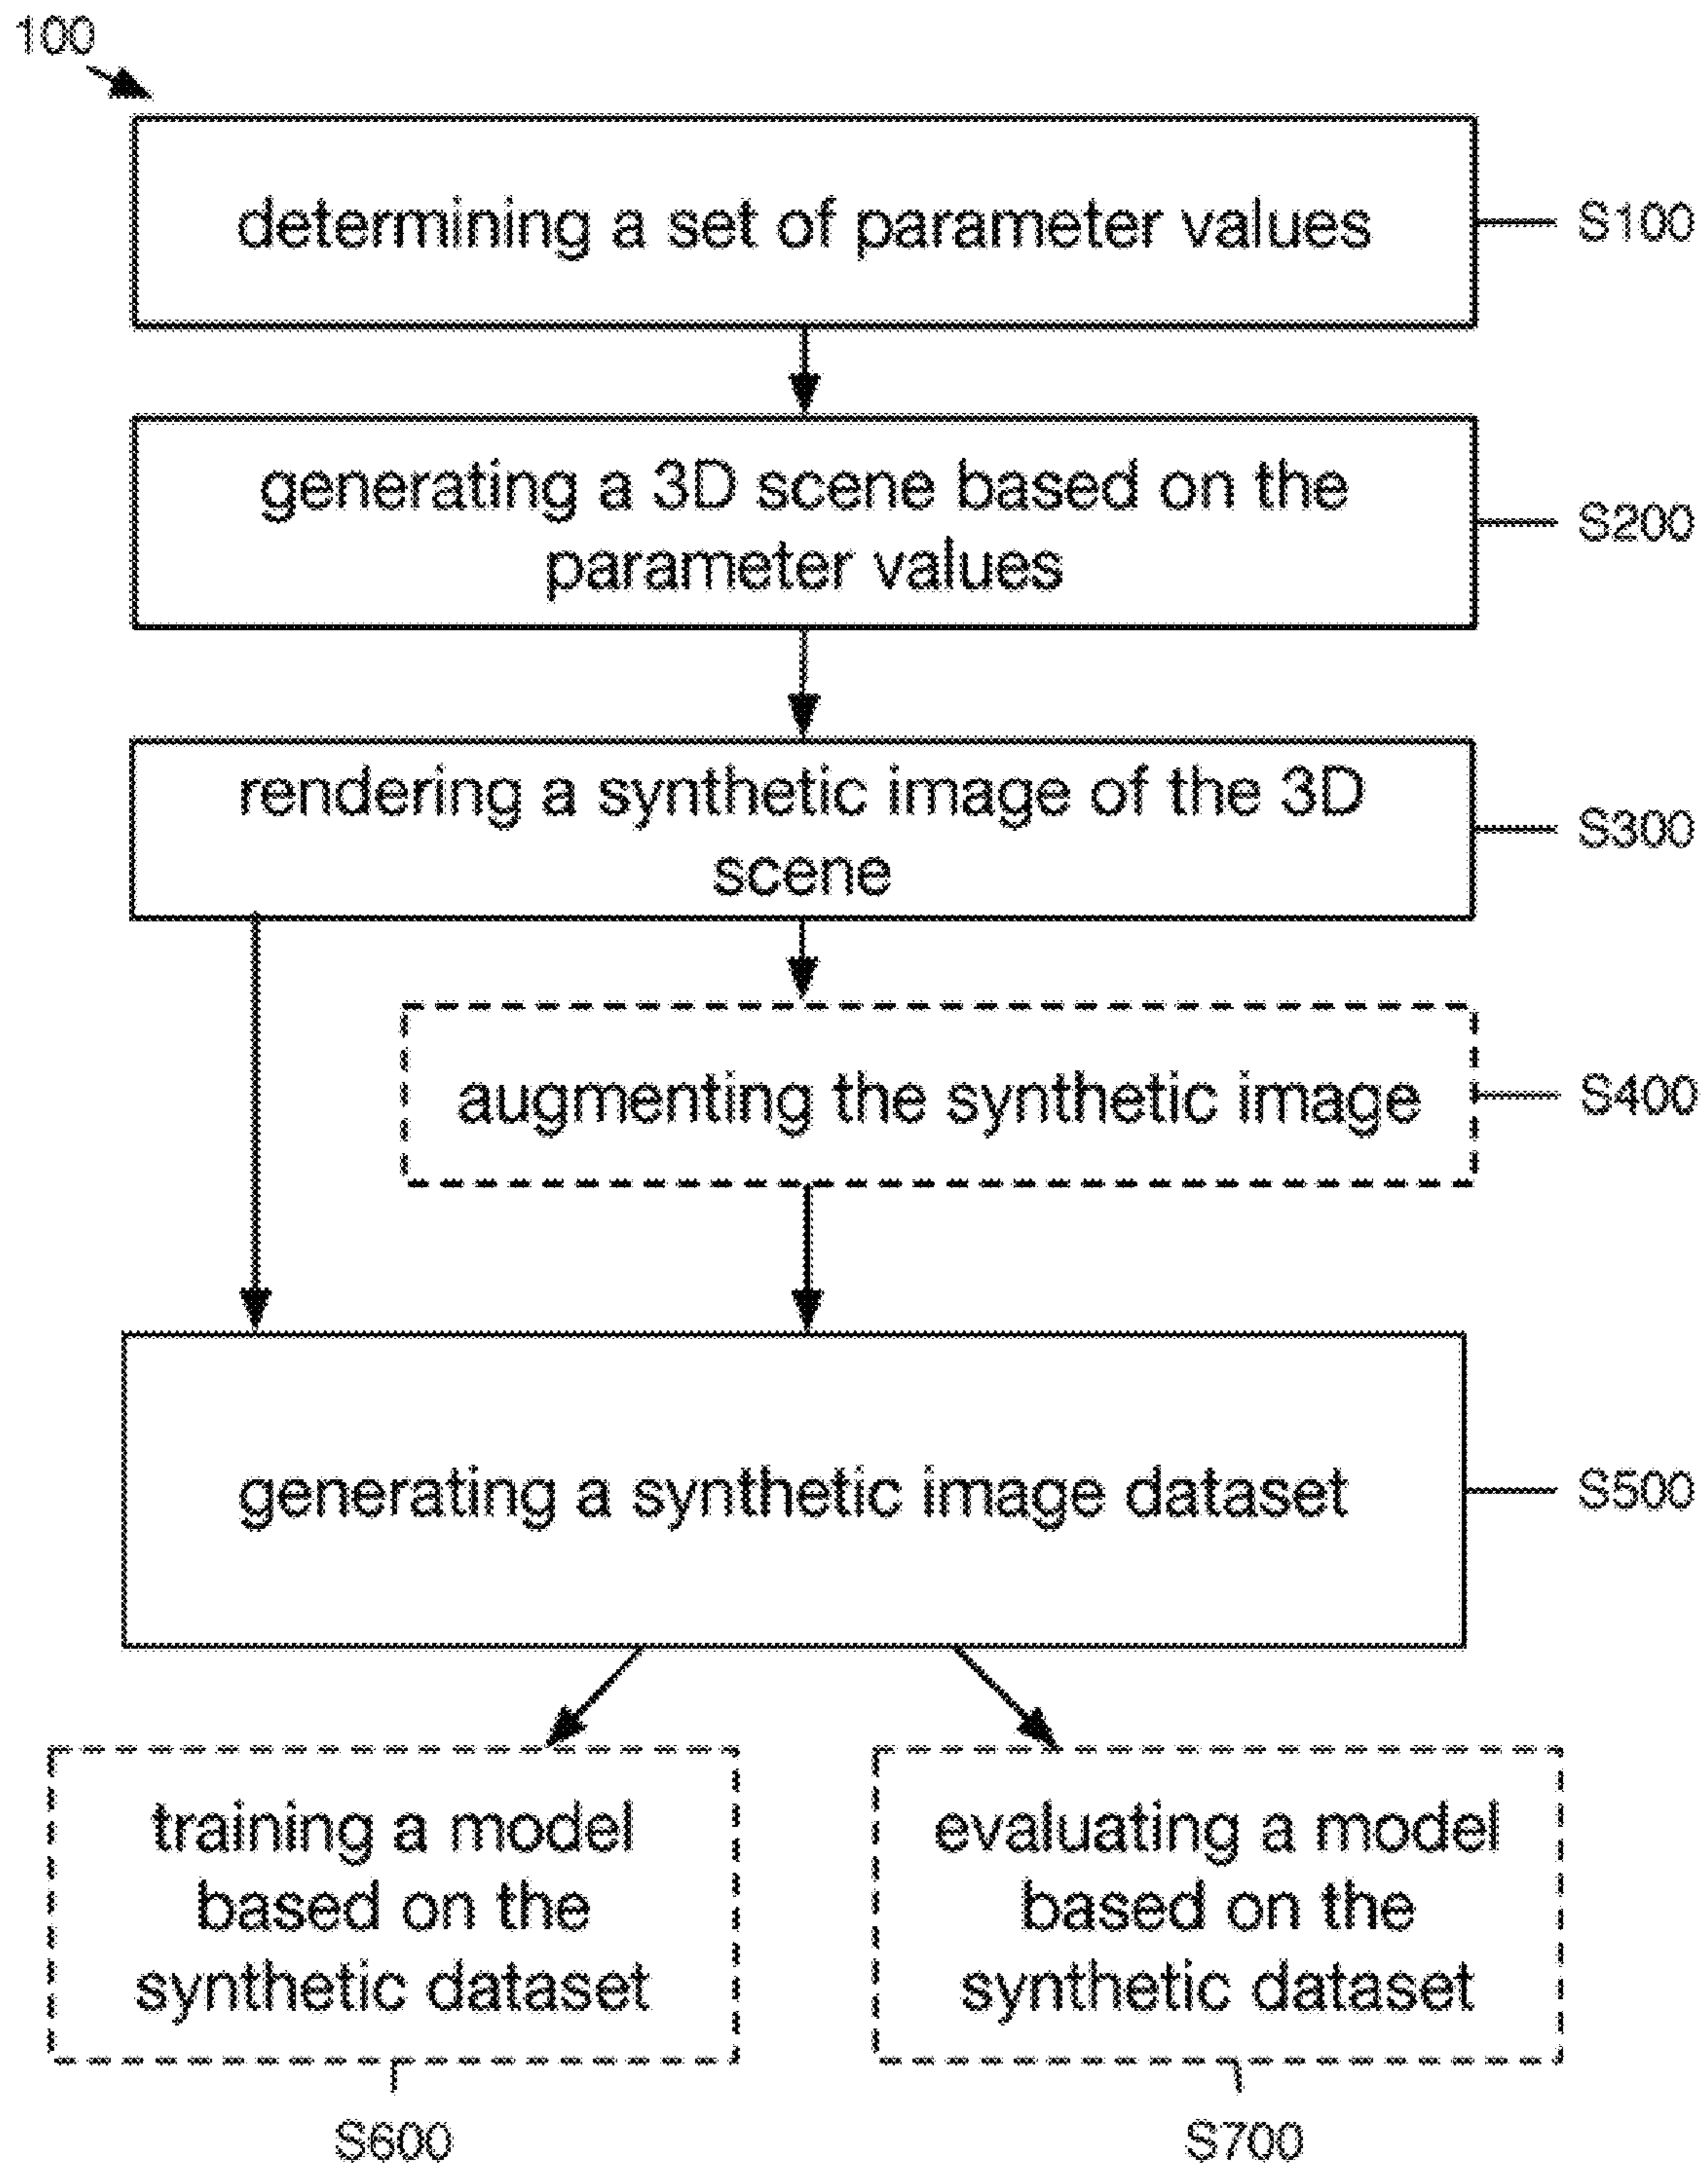 100
determining a set of parameter values
S100
generating a 3D scene based on the
parameter values
S200
rendering a synthetic image of the 3D
scene
S300
augmenting the synthetic image
S400
generating a synthetic image dataset
S500
training a model
based on the
synthetic dataset
S600
evaluating a model
based on the
synthetic dataset
S700